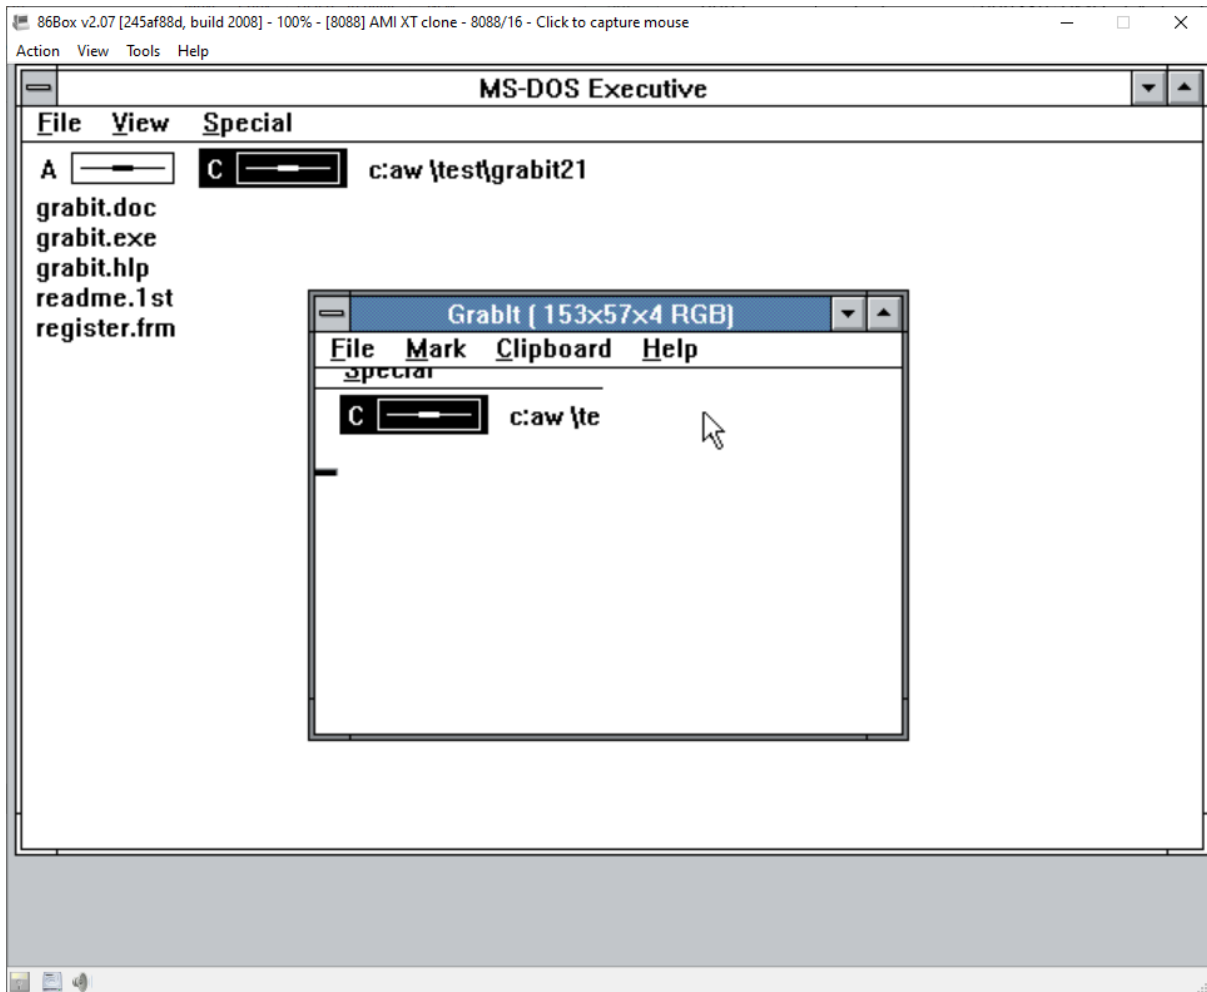 86Box v2.07 [245af88d, build 2008] - 100% - [8088] AMI XT clone - 8088/16 - Click to capture mouse
Action View Tools Help
MS-DOS Executive
File View Special
A C c:aw \test\grabit21
grabit.doc
grabit.exe
grabit.hlp
readme.1st
register.frm
GrabIt ( 153x57x4 RGB)
File Mark Clipboard Help
Special
C c:aw \te